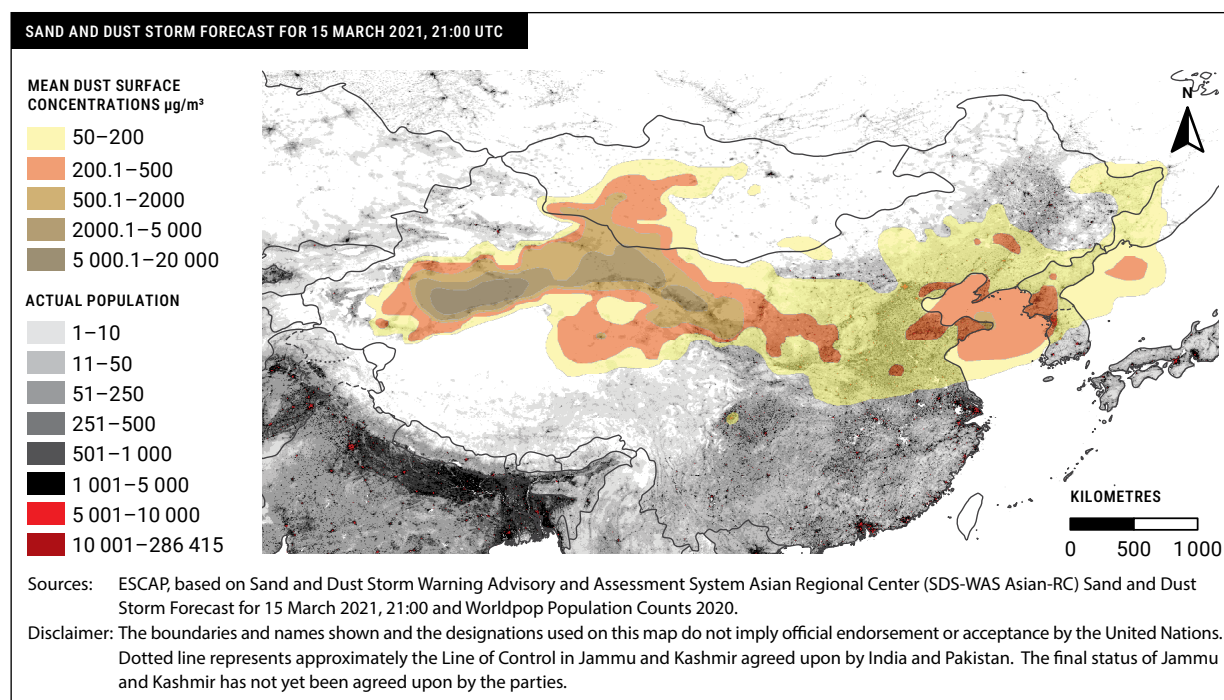 SAND AND DUST STORM FORECAST FOR 15 MARCH 2021, 21:00 UTC
MEAN DUST SURFACE
CONCENTRATIONS µg/m³
50–200
200.1–500
500.1–2000
2000.1–5 000
5 000.1–20 000
ACTUAL POPULATION
1–10
11–50
51–250
251–500
501–1 000
1 001–5 000
5 001–10 000
10 001–286 415
N
KILOMETRES
0 500 1 000
Sources: ESCAP, based on Sand and Dust Storm Warning Advisory and Assessment System Asian Regional Center (SDS-WAS Asian-RC) Sand and Dust
Storm Forecast for 15 March 2021, 21:00 and Worldpop Population Counts 2020.
Disclaimer: The boundaries and names shown and the designations used on this map do not imply official endorsement or acceptance by the United Nations.
Dotted line represents approximately the Line of Control in Jammu and Kashmir agreed upon by India and Pakistan. The final status of Jammu
and Kashmir has not yet been agreed upon by the parties.